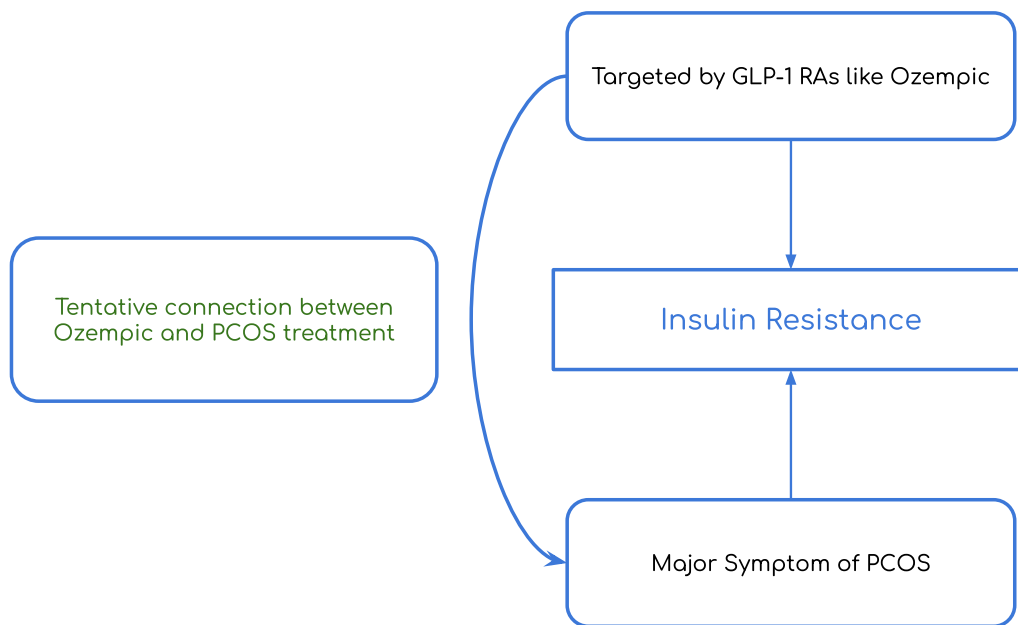 Targeted by GLP-1 RAs like Ozempic
Tentative connection between
Ozempic and PCOS treatment
Insulin Resistance
Major Symptom of PCOS